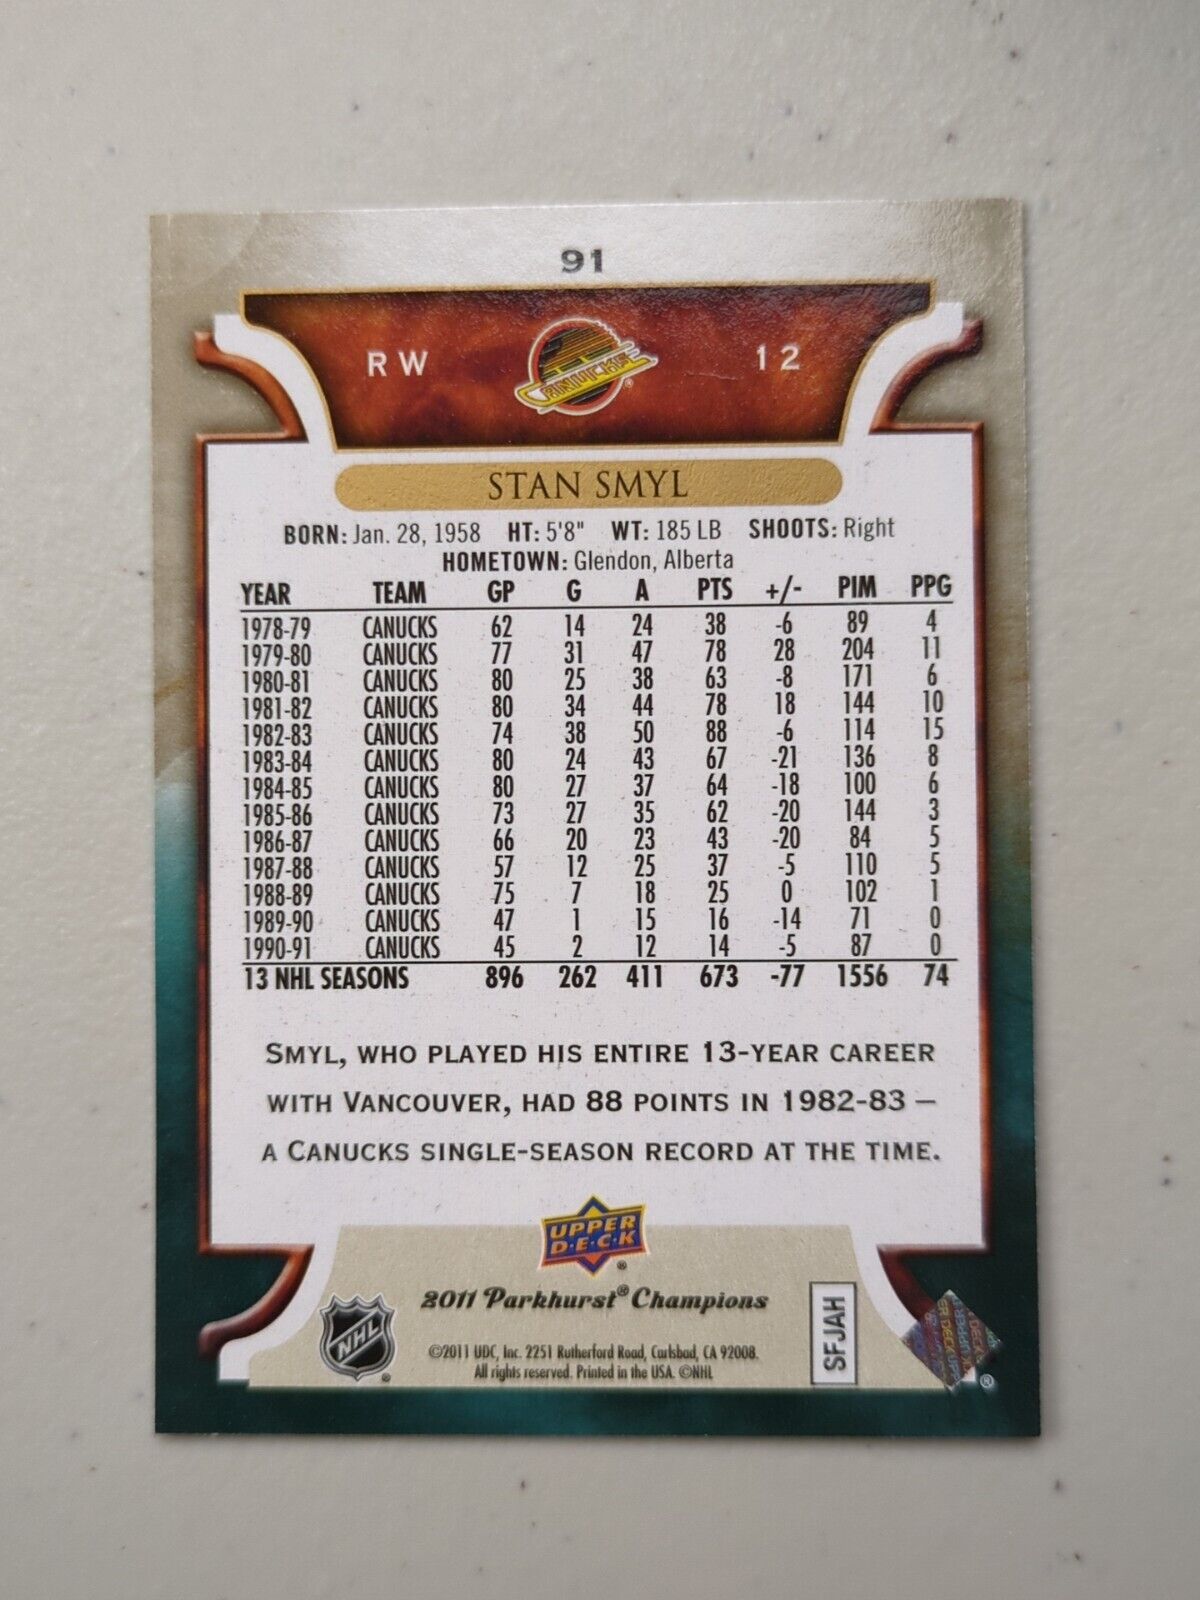 91
RW 12
CANUCKS
®
STAN SMYL
BORN: Jan. 28, 1958 HT: 5'8" WT: 185 LB SHOOTS: Right
HOMETOWN: Glendon, Alberta
YEAR TEAM GP G A PTS +/- PIM PPG
1978-79 CANUCKS 62 14 24 38 -6 89 4
1979-80 CANUCKS 77 31 47 78 28 204 11
1980-81 CANUCKS 80 25 38 63 -8 171 6
1981-82 CANUCKS 80 34 44 78 18 144 10
1982-83 CANUCKS 74 38 50 88 -6 114 15
1983-84 CANUCKS 80 24 43 67 -21 136 8
1984-85 CANUCKS 80 27 37 64 -18 100 6
1985-86 CANUCKS 73 27 35 62 -20 144 3
1986-87 CANUCKS 66 20 23 43 -20 84 5
1987-88 CANUCKS 57 12 25 37 -5 110 5
1988-89 CANUCKS 75 7 18 25 0 102 1
1989-90 CANUCKS 47 1 15 16 -14 71 0
1990-91 CANUCKS 45 2 12 14 -5 87 0
13 NHL SEASONS 896 262 411 673 -77 1556 74
SMYL, WHO PLAYED HIS ENTIRE 13-YEAR CAREER
WITH VANCOUVER, HAD 88 POINTS IN 1982-83 –
A CANUCKS SINGLE-SEASON RECORD AT THE TIME.
UPPER
D·E·C·K
®
2011 Parkhurst® Champions
NHL
®
©2011 UDC, Inc. 2251 Rutherford Road, Carlsbad, CA 92008.
All rights reserved. Printed in the USA. ©NHL
SFJAH
UPPER DECK
®